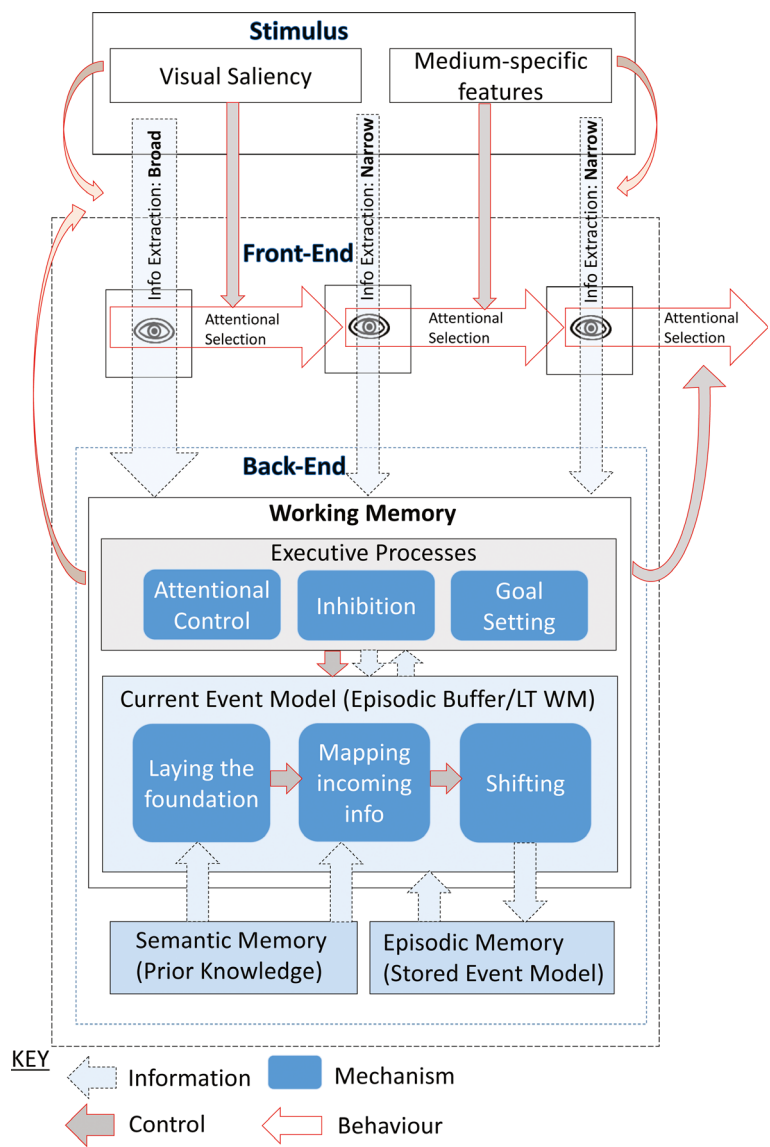 Stimulus
Visual Saliency
Medium-specific
features
Info Extraction: Broad
Info Extraction: Narrow
Info Extraction: Narrow
Front-End
Attentional
Selection
Attentional
Selection
Attentional
Selection
Back-End
Working Memory
Executive Processes
Attentional
Control
Inhibition
Goal
Setting
Current Event Model (Episodic Buffer/LT WM)
Laying the
foundation
Mapping
incoming
info
Shifting
Semantic Memory
(Prior Knowledge)
Episodic Memory
(Stored Event Model)
KEY
Information
Mechanism
Control
Behaviour